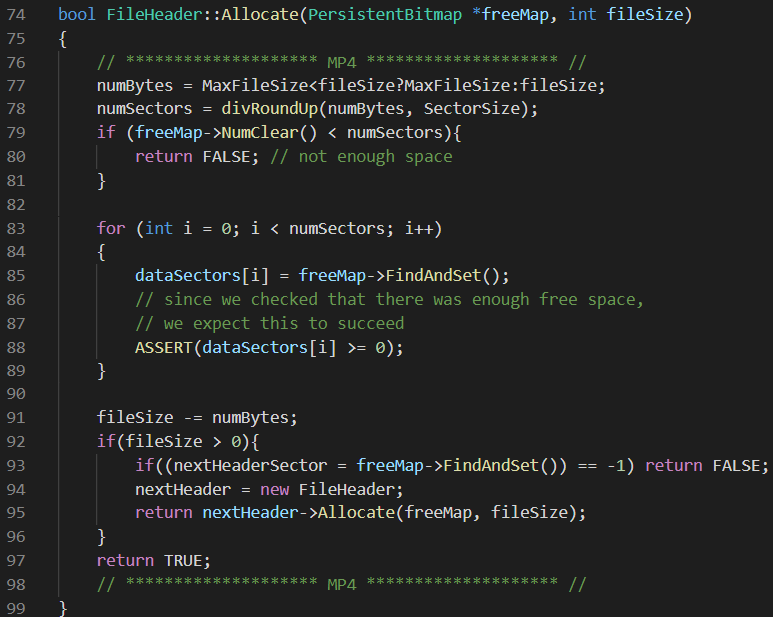 74 bool FileHeader::Allocate(PersistentBitmap *freeMap, int fileSize)
75 {
76     // ******************** MP4 ******************** //
77     numBytes = MaxFileSize<fileSize?MaxFileSize:fileSize;
78     numSectors = divRoundUp(numBytes, SectorSize);
79     if (freeMap->NumClear() < numSectors){
80         return FALSE; // not enough space
81     }
82
83     for (int i = 0; i < numSectors; i++)
84     {
85         dataSectors[i] = freeMap->FindAndSet();
86         // since we checked that there was enough free space,
87         // we expect this to succeed
88         ASSERT(dataSectors[i] >= 0);
89     }
90
91     fileSize -= numBytes;
92     if(fileSize > 0){
93         if((nextHeaderSector = freeMap->FindAndSet()) == -1) return FALSE;
94         nextHeader = new FileHeader;
95         return nextHeader->Allocate(freeMap, fileSize);
96     }
97     return TRUE;
98     // ******************** MP4 ******************** //
99 }